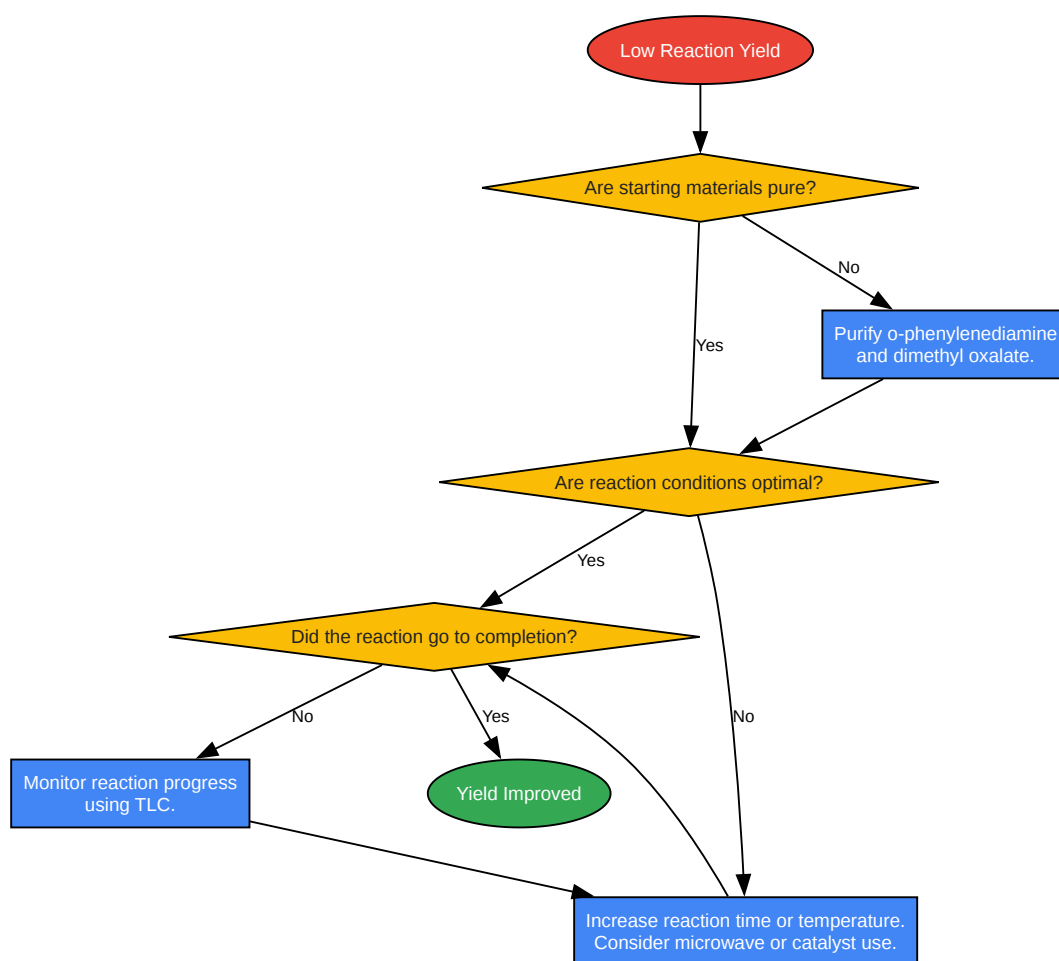 Low Reaction Yield
Are starting materials pure?
No
Purify o-phenylenediamine
and dimethyl oxalate.
Yes
Are reaction conditions optimal?
Yes
Did the reaction go to completion?
No
Yes
No
Monitor reaction progress
using TLC.
Yield Improved
Increase reaction time or temperature.
Consider microwave or catalyst use.